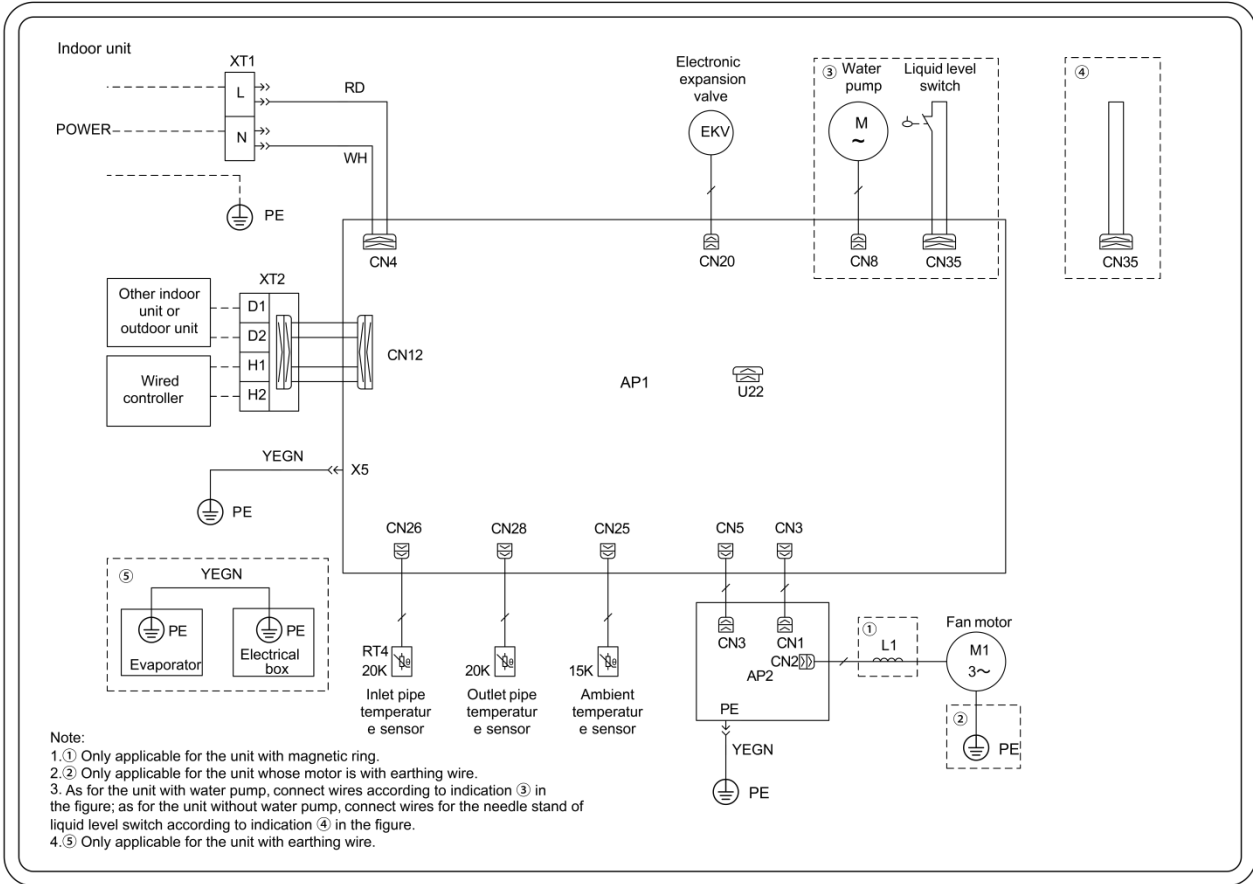 Indoor unit
XT1
L
N
RD
WH
POWER
PE
CN4
Electronic
expansion
valve
EKV
CN20
③ Water
pump
M
~
CN8
Liquid level
switch
CN35
④
CN35
XT2
Other indoor
unit or
outdoor unit
D1
D2
H1
H2
Wired
controller
CN12
AP1
U22
YEGN
X5
PE
CN26
CN28
CN25
CN5
CN3
⑤
YEGN
PE
Evaporator
PE
Electrical
box
RT4
20K
Inlet pipe
temperatur
e sensor
20K
Outlet pipe
temperatur
e sensor
15K
Ambient
temperatur
e sensor
CN3
CN1
CN2
AP2
PE
YEGN
PE
①
L1
Fan motor
M1
3~
②
PE
Note:
1.① Only applicable for the unit with magnetic ring.
2.② Only applicable for the unit whose motor is with earthing wire.
3. As for the unit with water pump, connect wires according to indication ③ in
the figure; as for the unit without water pump, connect wires for the needle stand of
liquid level switch according to indication ④ in the figure.
4.⑤ Only applicable for the unit with earthing wire.